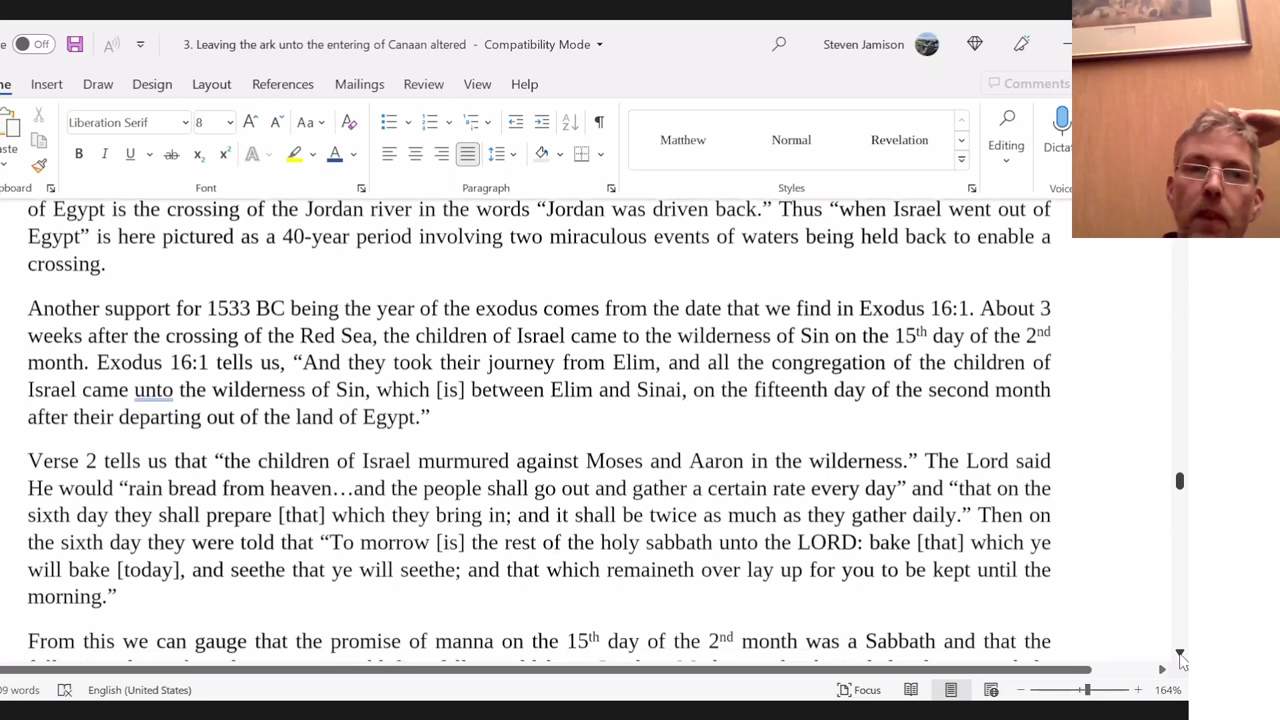 Off
3. Leaving the ark unto the entering of Canaan altered - Compatibility Mode
Steven Jamison
Insert Draw Design Layout References Mailings Review View Help
Comments
Liberation Serif 8
Matthew Normal Revelation
Editing
Font Paragraph Styles
of Egypt is the crossing of the Jordan river in the words “Jordan was driven back.” Thus “when Israel went out of
Egypt” is here pictured as a 40-year period involving two miraculous events of waters being held back to enable a
crossing.
Another support for 1533 BC being the year of the exodus comes from the date that we find in Exodus 16:1. About 3
weeks after the crossing of the Red Sea, the children of Israel came to the wilderness of Sin on the 15th day of the 2nd
month. Exodus 16:1 tells us, “And they took their journey from Elim, and all the congregation of the children of
Israel came unto the wilderness of Sin, which [is] between Elim and Sinai, on the fifteenth day of the second month
after their departing out of the land of Egypt.”
Verse 2 tells us that “the children of Israel murmured against Moses and Aaron in the wilderness.” The Lord said
He would “rain bread from heaven…and the people shall go out and gather a certain rate every day” and “that on the
sixth day they shall prepare [that] which they bring in; and it shall be twice as much as they gather daily.” Then on
the sixth day they were told that “To morrow [is] the rest of the holy sabbath unto the LORD: bake [that] which ye
will bake [today], and seethe that ye will seethe; and that which remaineth over lay up for you to be kept until the
morning.”
From this we can gauge that the promise of manna on the 15th day of the 2nd month was a Sabbath and that the
words English (United States) Focus 164%